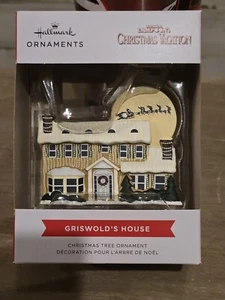 Hallmark
ORNAMENTS
CHRISTMAS VACATION
GRISWOLD'S HOUSE
CHRISTMAS TREE ORNAMENT
DÉCORATION POUR L'ARBRE DE NOËL